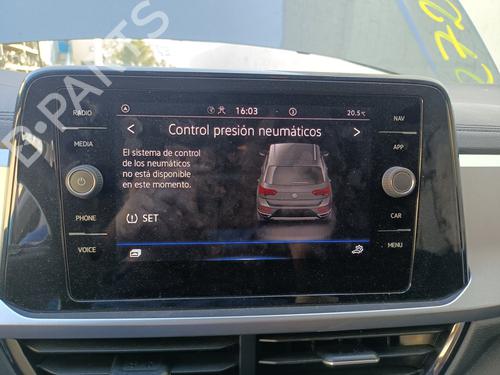 270
RADIO
MEDIA
PHONE
VOICE
16:03
20.5°C
< Control presión neumáticos >
El sistema de control
de los neumáticos
no está disponible
en este momento.
SET
NAV
APP
CAR
MENU
B-PARTS